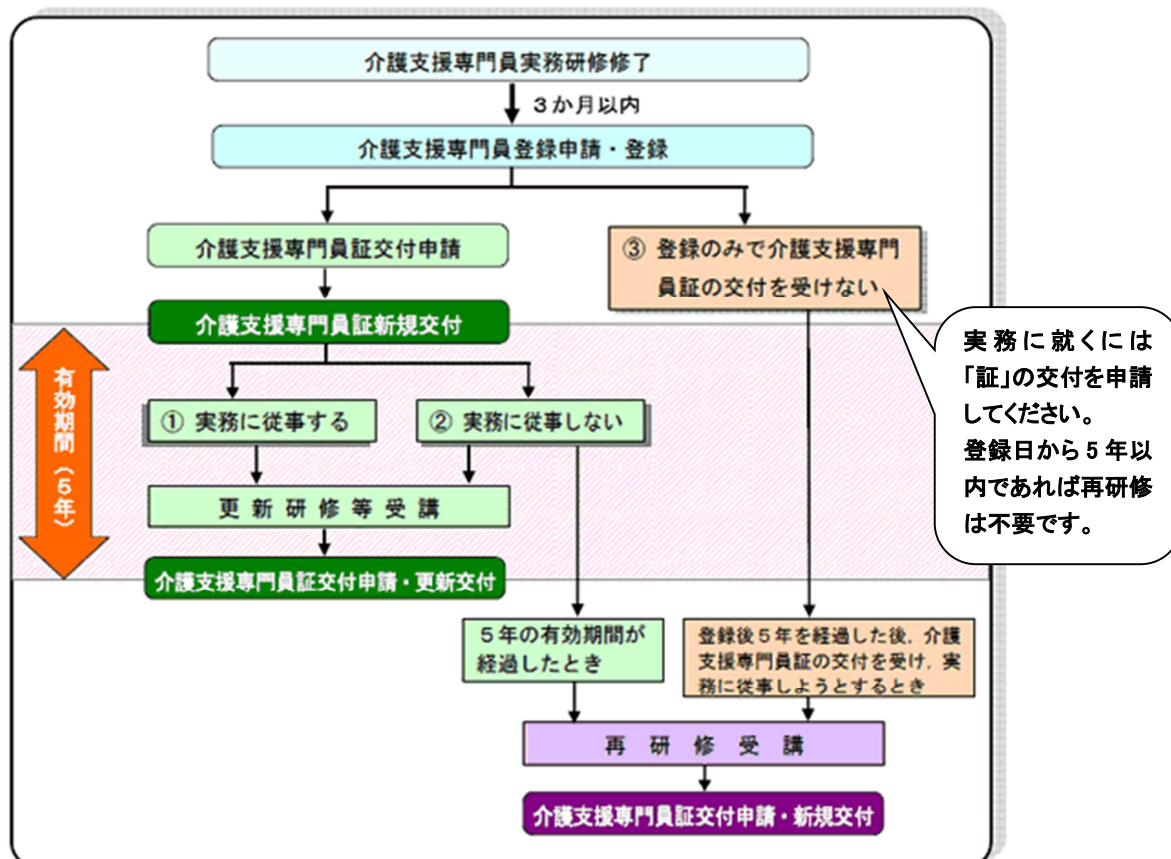 介護支援専門員実務研修修了
３か月以内
介護支援専門員登録申請・登録
介護支援専門員証交付申請
③ 登録のみで介護支援専門
員証の交付を受けない
介護支援専門員証新規交付
実務に就くには
「証」の交付を申請
してください。
登録日から5年以
内であれば再研修
は不要です。
有効期間（５年）
① 実務に従事する
② 実務に従事しない
更新研修等受講
介護支援専門員証交付申請・更新交付
５年の有効期間が
経過したとき
登録後５年を経過した後，介護
支援専門員証の交付を受け，実
務に従事しようとするとき
再研修受講
介護支援専門員証交付申請・新規交付